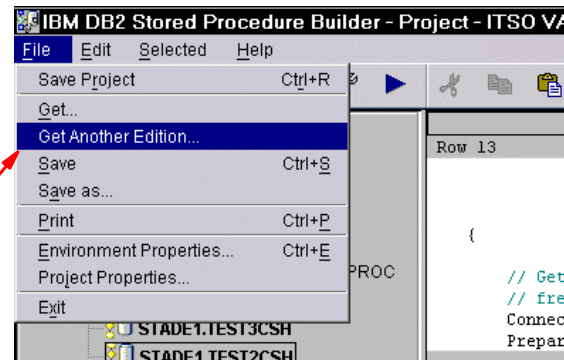 IBM DB2 Stored Procedure Builder - Project - ITSO VA
File Edit Selected Help
Save Project Ctrl+R
Get...
Get Another Edition...
Save Ctrl+S
Save as...
Print Ctrl+P
Environment Properties... Ctrl+E
Project Properties...
Exit
Row 13
{
PROC
// Get
// fre
Connec
Prepar
STADE1.TEST3CSH
STADE1.TEST2CSH